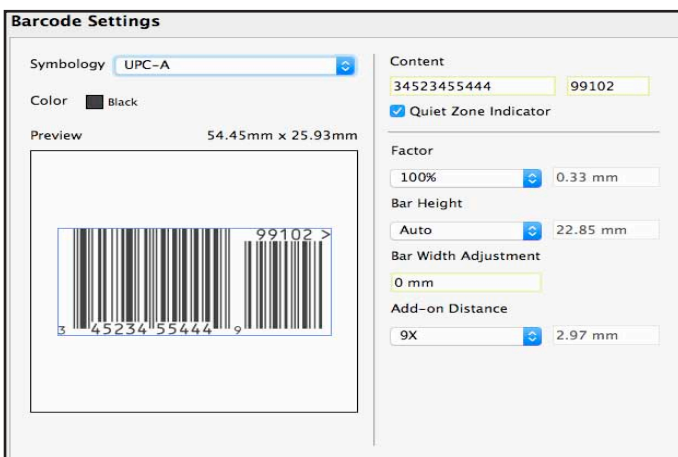 Barcode Settings
Symbology UPC-A
Color Black
Preview 54.45mm x 25.93mm
99102 >
3 45234 55444 9
Content
34523455444 99102
Quiet Zone Indicator
Factor
100% 0.33 mm
Bar Height
Auto 22.85 mm
Bar Width Adjustment
0 mm
Add-on Distance
9X 2.97 mm